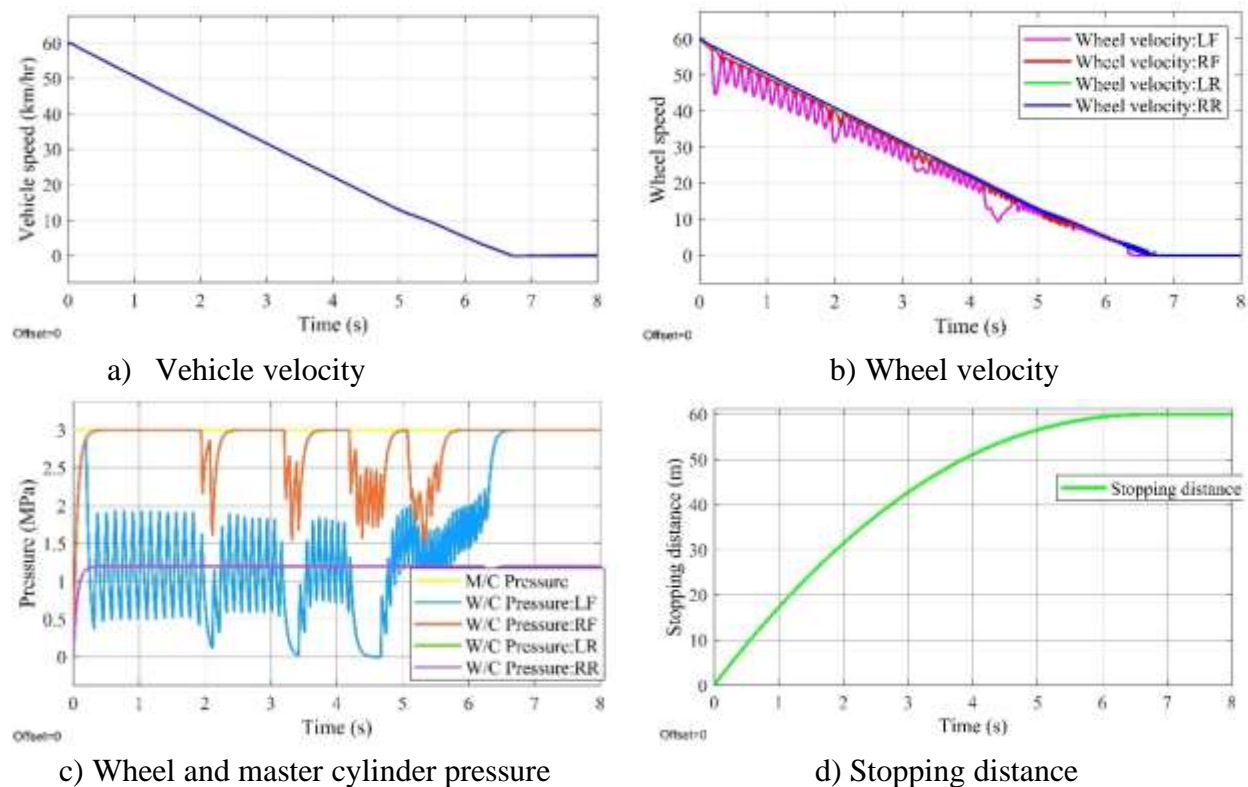 Vehicle speed (km/hr)
60
50
40
30
20
10
0
0 1 2 3 4 5 6 7 8
Time (s)
Offset=0
a) Vehicle velocity
Wheel speed
60
50
40
30
20
10
0
Wheel velocity:LF
Wheel velocity:RF
Wheel velocity:LR
Wheel velocity:RR
0 1 2 3 4 5 6 7 8
Time (s)
Offset=0
b) Wheel velocity
Pressure (MPa)
3
2.5
2
1.5
1
0.5
0
M/C Pressure
W/C Pressure:LF
W/C Pressure:RF
W/C Pressure:LR
W/C Pressure:RR
0 1 2 3 4 5 6 7 8
Time (s)
Offset=0
c) Wheel and master cylinder pressure
Stopping distance (m)
60
50
40
30
20
10
0
Stopping distance
0 1 2 3 4 5 6 7 8
Time (s)
Offset=0
d) Stopping distance